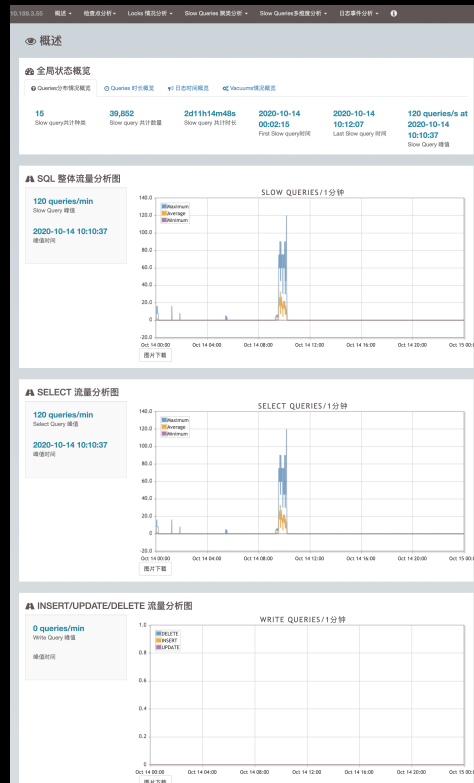 10.189.3.55 概述 检查点分析 Locks 情况分析 Slow Queries 聚类分析 Slow Queries多维度分析 日志事件分析
概述
全局状态概览
Queries分布情况概览 Queries 时长概览 日志时间概览 Vacuums情况概览
15 39,852 2d11h14m48s 2020-10-14 2020-10-14 120 queries/s at
Slow query共计种类 Slow query 共计数量 Slow query 共计时长 00:02:15 10:12:07 2020-10-14
First Slow query时间 Last Slow query 时间 10:10:37
Slow Query 峰值
SQL 整体流量分析图
120 queries/min
Slow Query 峰值
2020-10-14 10:10:37
峰值时间
SLOW QUERIES/1分钟
Maximum
Average
Minimum
140.0
120.0
100.0
80.0
60.0
40.0
20.0
0
-20.0
Oct 14 00:00 Oct 14 04:00 Oct 14 08:00 Oct 14 12:00 Oct 14 16:00 Oct 14 20:00 Oct 15 00:
图片下载
SELECT 流量分析图
120 queries/min
Select Query 峰值
2020-10-14 10:10:37
峰值时间
SELECT QUERIES/1分钟
Maximum
Average
Minimum
140.0
120.0
100.0
80.0
60.0
40.0
20.0
0
-20.0
Oct 14 00:00 Oct 14 04:00 Oct 14 08:00 Oct 14 12:00 Oct 14 16:00 Oct 14 20:00 Oct 15 00:
图片下载
INSERT/UPDATE/DELETE 流量分析图
0 queries/min
Write Query 峰值
峰值时间
WRITE QUERIES/1分钟
DELETE
INSERT
UPDATE
1.0
0.8
0.6
0.4
0.2
0
Oct 14 00:00 Oct 14 04:00 Oct 14 08:00 Oct 14 12:00 Oct 14 16:00 Oct 14 20:00 Oct 15 00:
图片下载